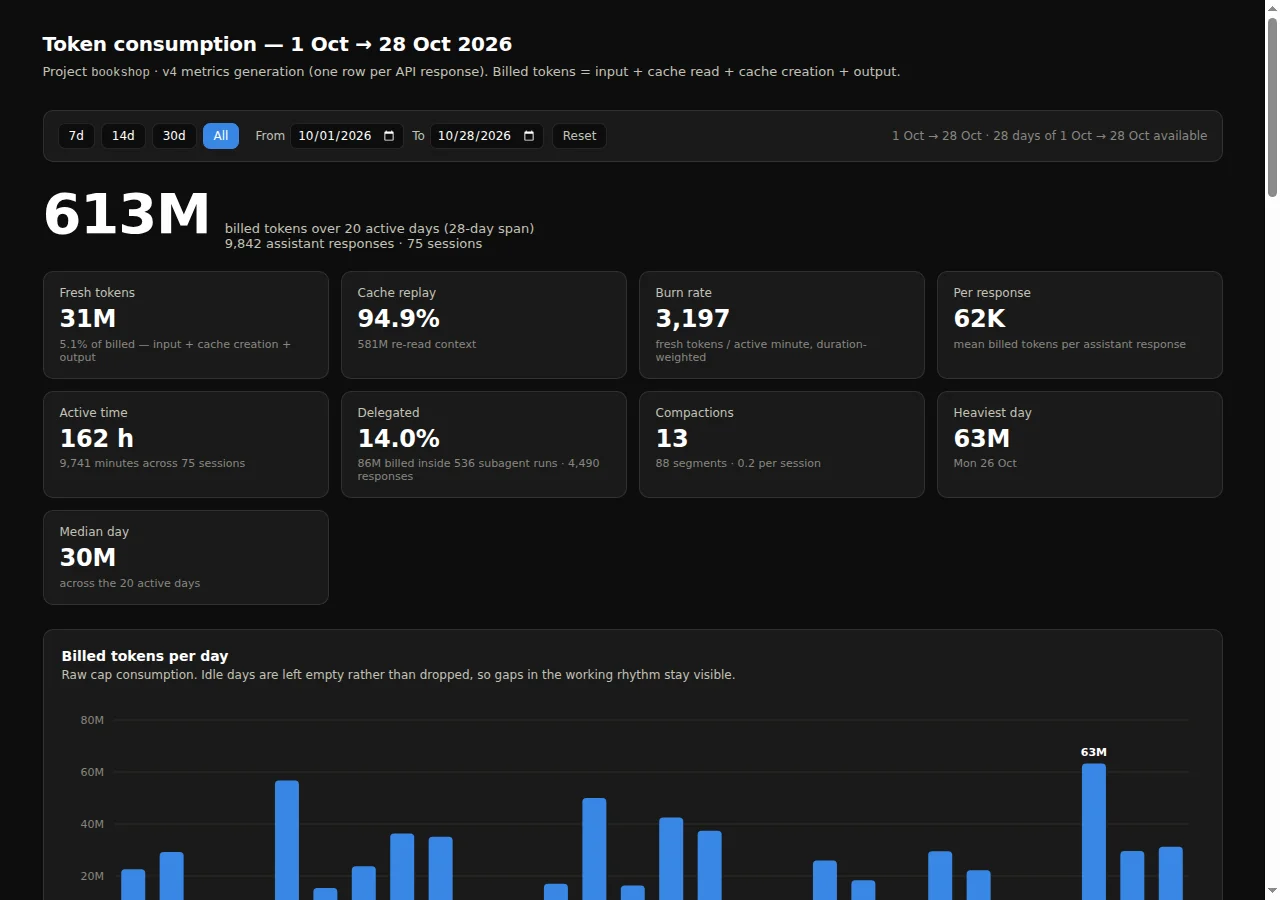 Token consumption — 1 Oct → 28 Oct 2026
Project bookshop · v4 metrics generation (one row per API response). Billed tokens = input + cache read + cache creation + output.
7d 14d 30d All From 10/01/2026 To 10/28/2026 Reset 1 Oct → 28 Oct · 28 days of 1 Oct → 28 Oct available
613M
billed tokens over 20 active days (28-day span)
9,842 assistant responses · 75 sessions
Fresh tokens
31M
5.1% of billed — input + cache creation +
output
Cache replay
94.9%
581M re-read context
Burn rate
3,197
fresh tokens / active minute, duration-
weighted
Per response
62K
mean billed tokens per assistant response
Active time
162 h
9,741 minutes across 75 sessions
Delegated
14.0%
86M billed inside 536 subagent runs · 4,490
responses
Compactions
13
88 segments · 0.2 per session
Heaviest day
63M
Mon 26 Oct
Median day
30M
across the 20 active days
Billed tokens per day
Raw cap consumption. Idle days are left empty rather than dropped, so gaps in the working rhythm stay visible.
80M
63M
60M
40M
20M